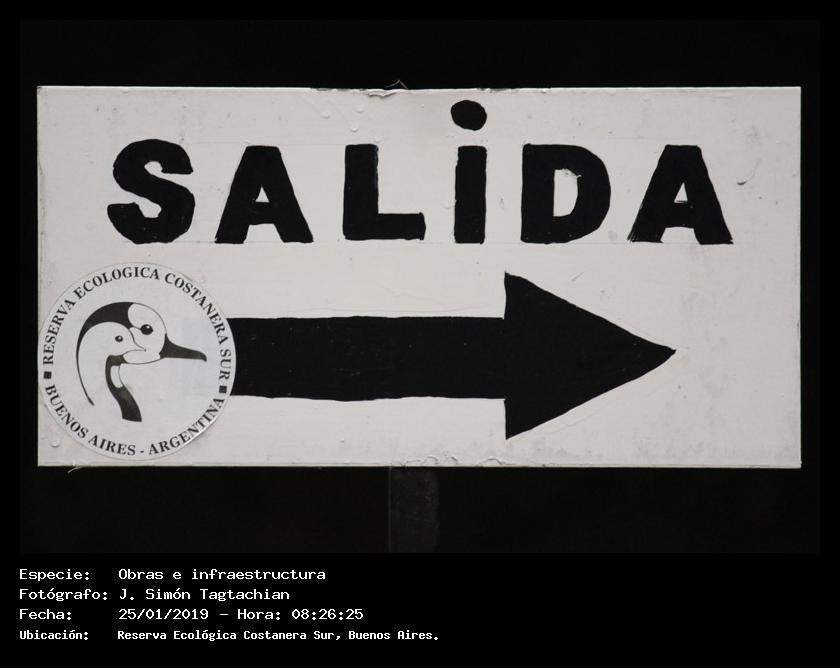 SALiDA
RESERVA ECOLOGICA COSTANERA SUR
BUENOS AIRES - ARGENTINA
Especie: Obras e infraestructura
Fotógrafo: J. Simón Tagtachian
Fecha: 25/01/2019 - Hora: 08:26:25
Ubicación: Reserva Ecológica Costanera Sur, Buenos Aires.